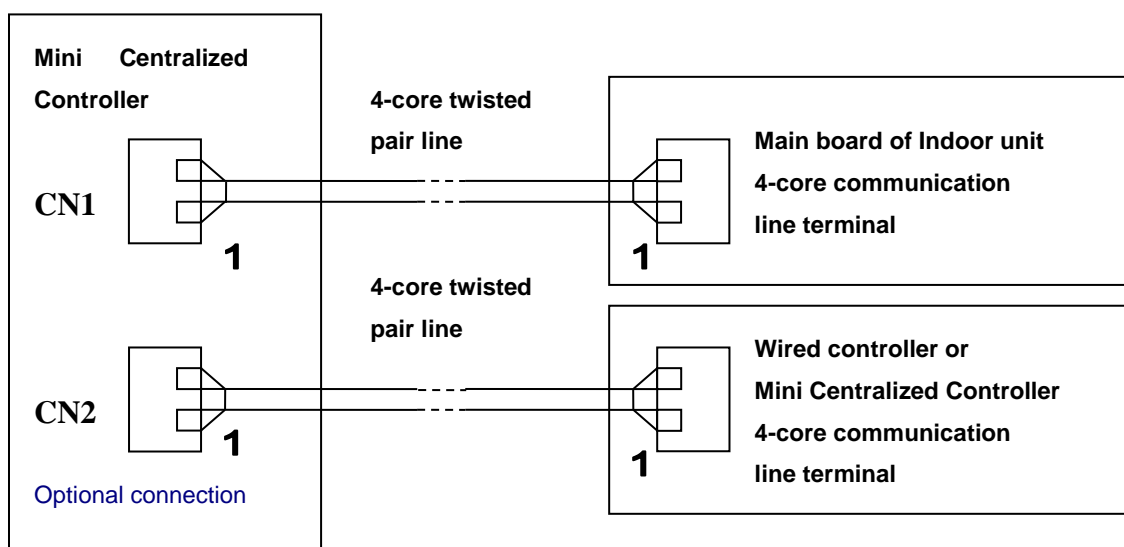 Mini Centralized
Controller
CN1
1
4-core twisted
pair line
1
Main board of Indoor unit
4-core communication
line terminal
CN2
1
Optional connection
4-core twisted
pair line
1
Wired controller or
Mini Centralized Controller
4-core communication
line terminal